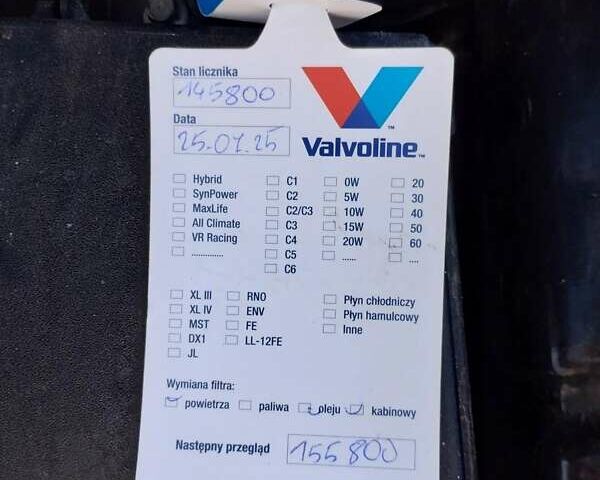 Stan licznika
145800
Data
25.07.25
Valvoline™
Hybrid C1 0W 20
SynPower C2 5W 30
MaxLife C2/C3 10W 40
All Climate C3 15W 50
VR Racing C4 20W 60
.............. C5 ...... ....
C6
XL III RNO Płyn chłodniczy
XL IV ENV Płyn hamulcowy
MST FE Inne
DX1 LL-12FE
JL
Wymiana filtra:
powietrza paliwa oleju kabinowy
Następny przegląd 155800